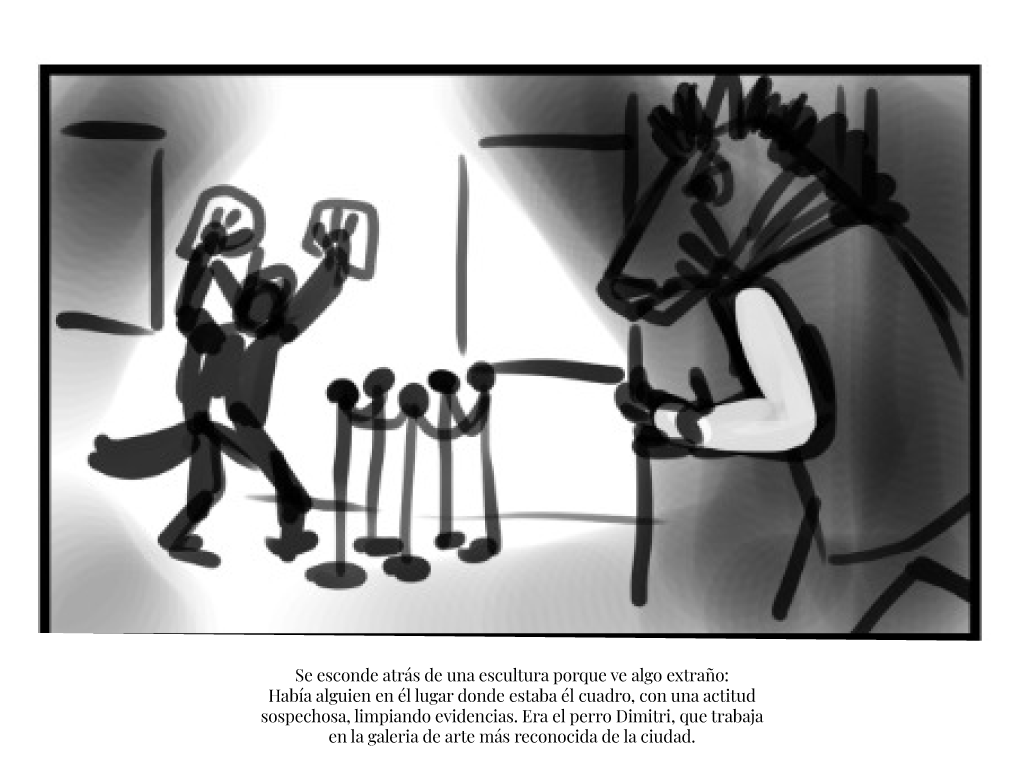 Se esconde atrás de una escultura porque ve algo extraño:
Había alguien en él lugar donde estaba él cuadro, con una actitud
sospechosa, limpiando evidencias. Era el perro Dimitri, que trabaja
en la galeria de arte más reconocida de la ciudad.